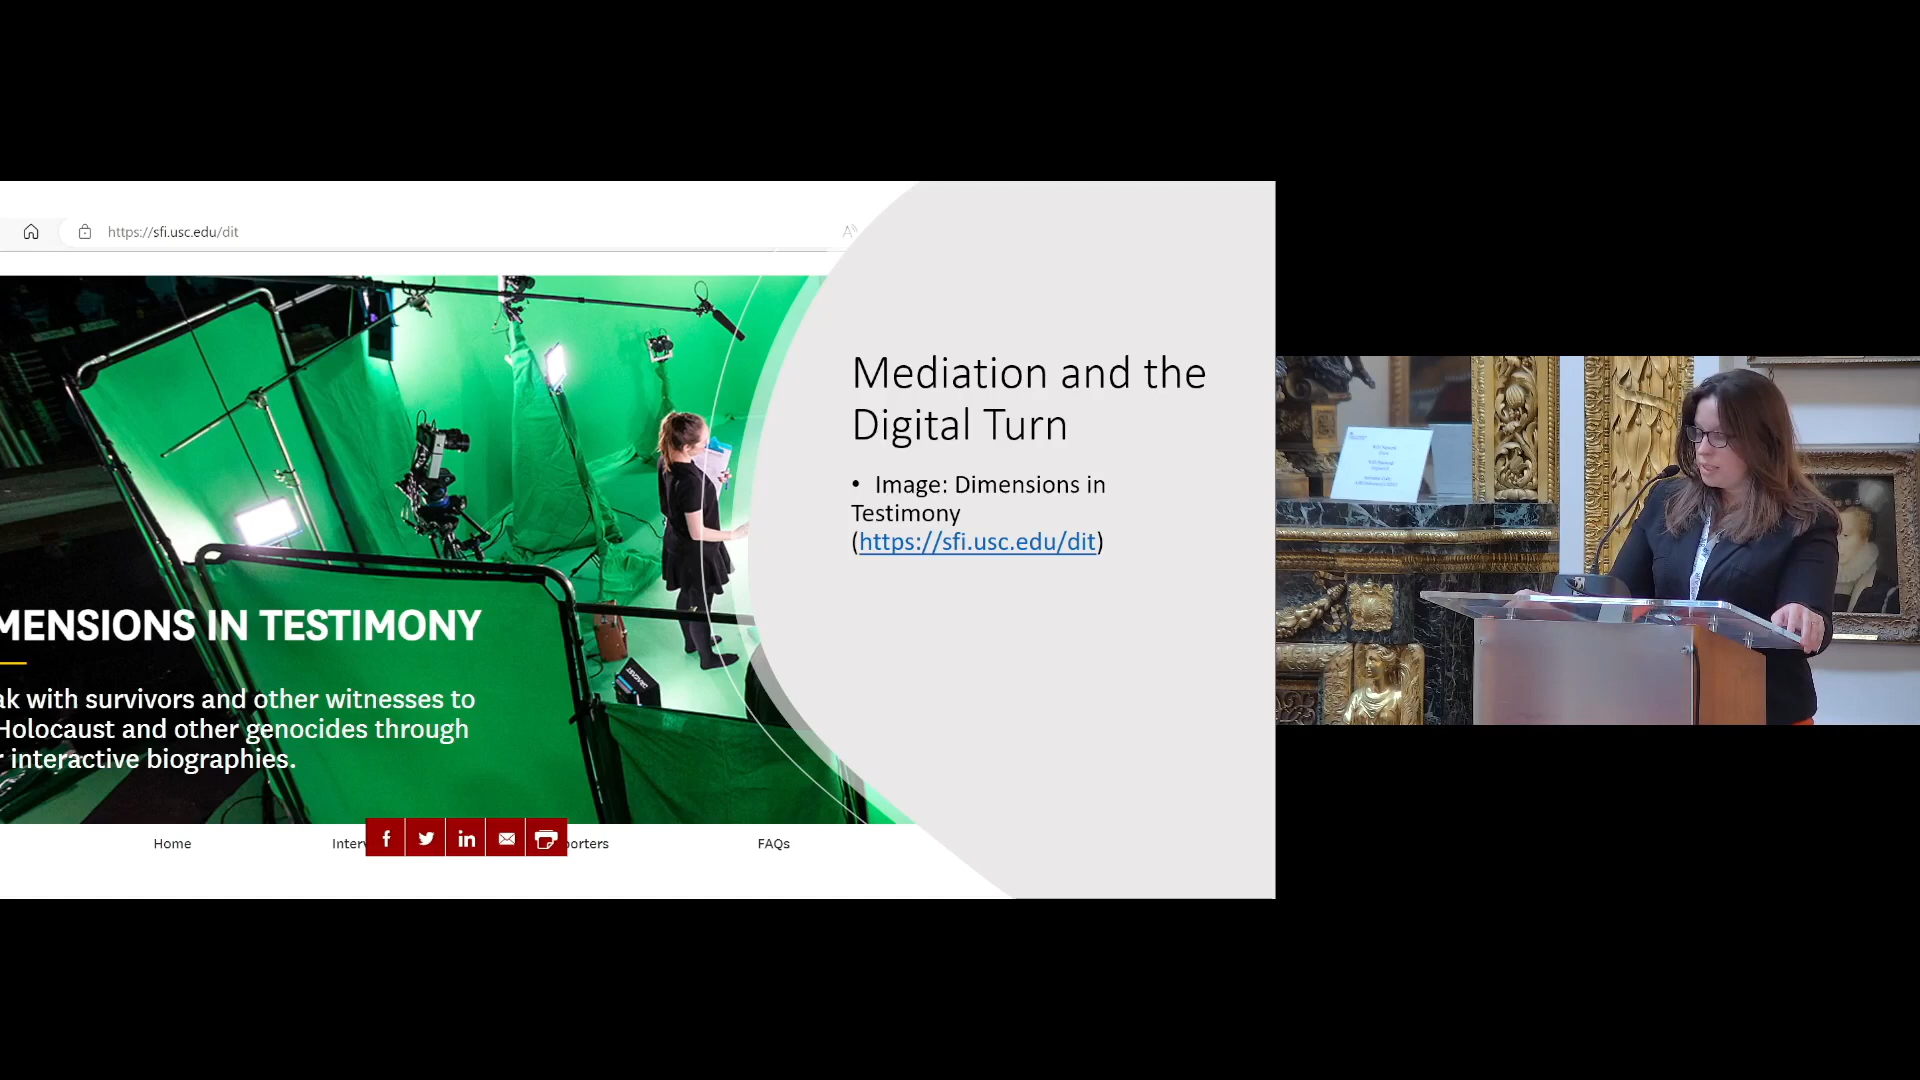 https://sfi.usc.edu/dit
MENSIONS IN TESTIMONY
ak with survivors and other witnesses to
Holocaust and other genocides through
r interactive biographies.
Home
Interv
porters
FAQs
Mediation and the
Digital Turn
• Image: Dimensions in
Testimony
(https://sfi.usc.edu/dit)